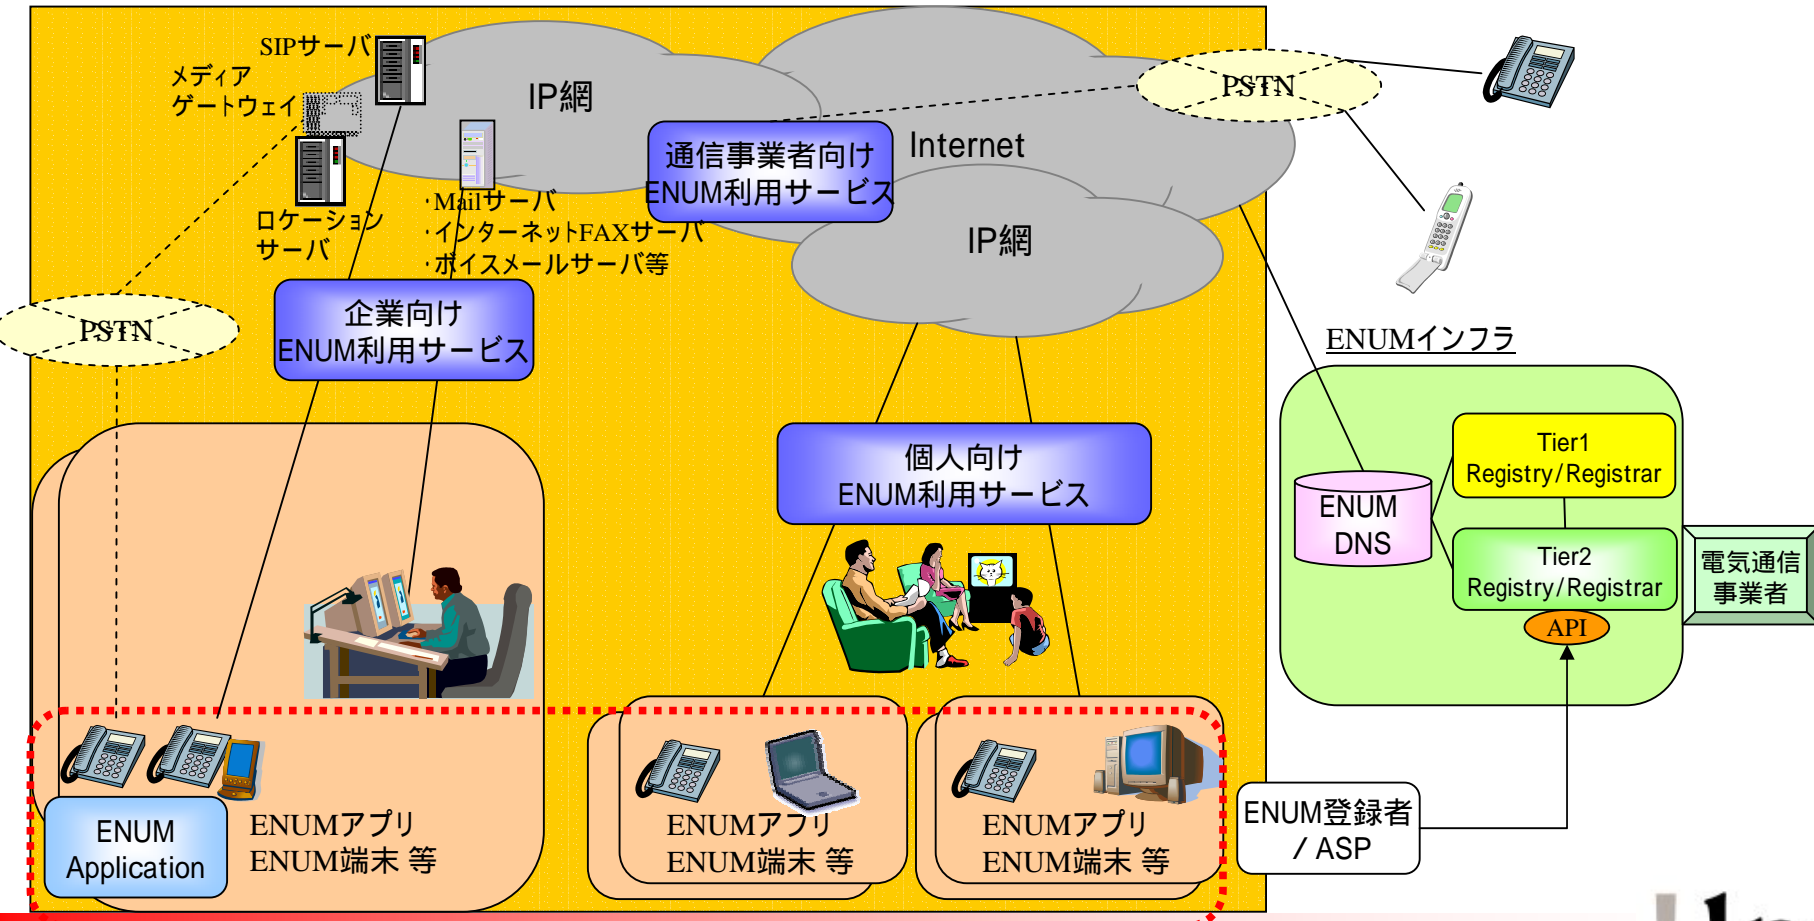 SIPサーバ
メディア
ゲートウェイ
IP網
PSTN
通信事業者向け
ENUM利用サービス
Internet
・Mailサーバ
・インターネットFAXサーバ
・ボイスメールサーバ等
ロケーション
サーバ
IP網
企業向け
ENUM利用サービス
PSTN
ENUMインフラ
個人向け
ENUM利用サービス
Tier1
Registry/Registrar
ENUM
DNS
Tier2
Registry/Registrar
電気通信
事業者
API
ENUM
Application
ENUMアプリ
ENUM端末 等
ENUMアプリ
ENUM端末 等
ENUMアプリ
ENUM端末 等
ENUM登録者
/ ASP